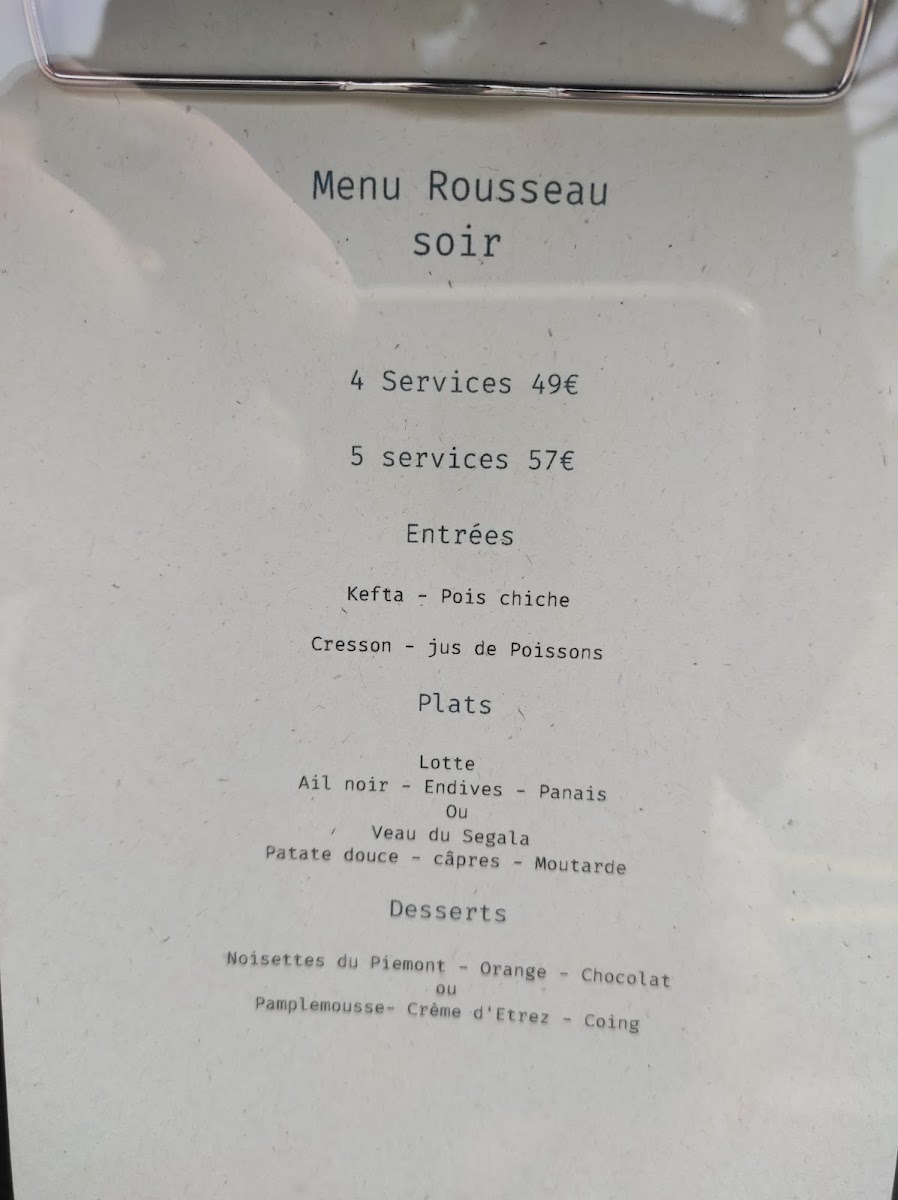 Menu Rousseau
soir
4 Services 49€
5 services 57€
Entrées
Kefta - Pois chiche
Cresson - jus de Poissons
Plats
Lotte
Ail noir - Endives - Panais
Ou
Veau du Segala
Patate douce - câpres - Moutarde
Desserts
Noisettes du Piemont - Orange - Chocolat
ou
Pamplemousse- Crème d'Etrez - Coing